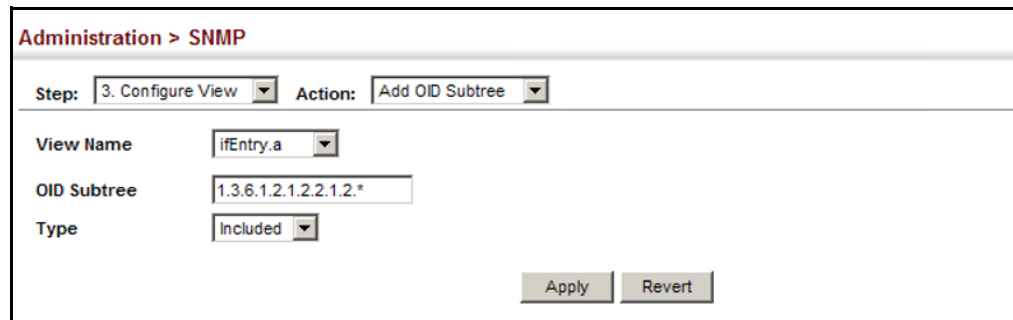 Administration > SNMP
Step: 3. Configure View Action: Add OID Subtree
View Name ifEntry.a
OID Subtree 1.3.6.1.2.1.2.2.1.2.*
Type Included
Apply Revert